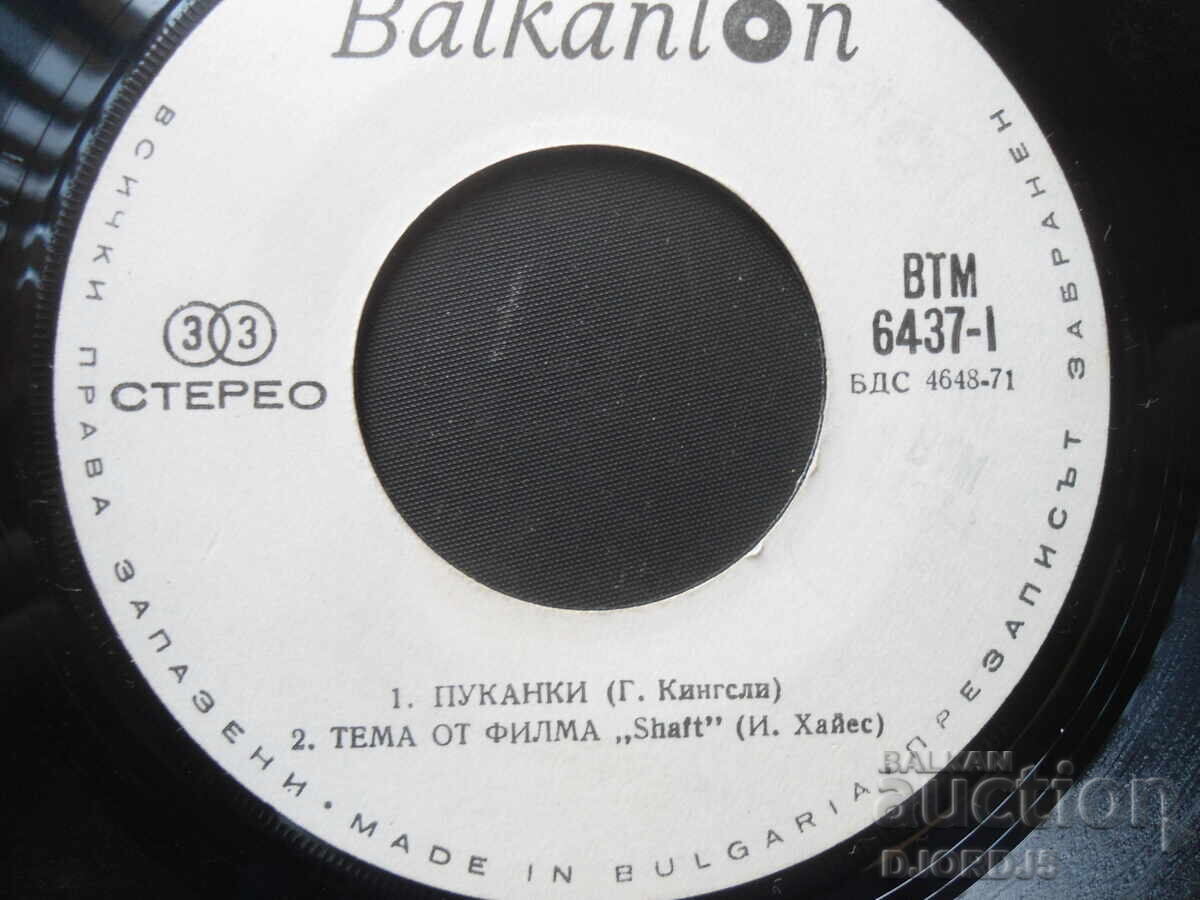 Balkanton
ВСИЧКИ ПРАВА ЗАПАЗЕНИ • MADE IN BULGARIA • ПРЕЗАПИСЪТ ЗАБРАНЕН
33
СТЕРЕО
ВТМ
6437-I
БДС 4648-71
1. ПУКАНКИ (Г. Кингсли)
2. ТЕМА ОТ ФИЛМА „Shaft” (И. Хайес)
BALKAN
auction
DJORDJ5